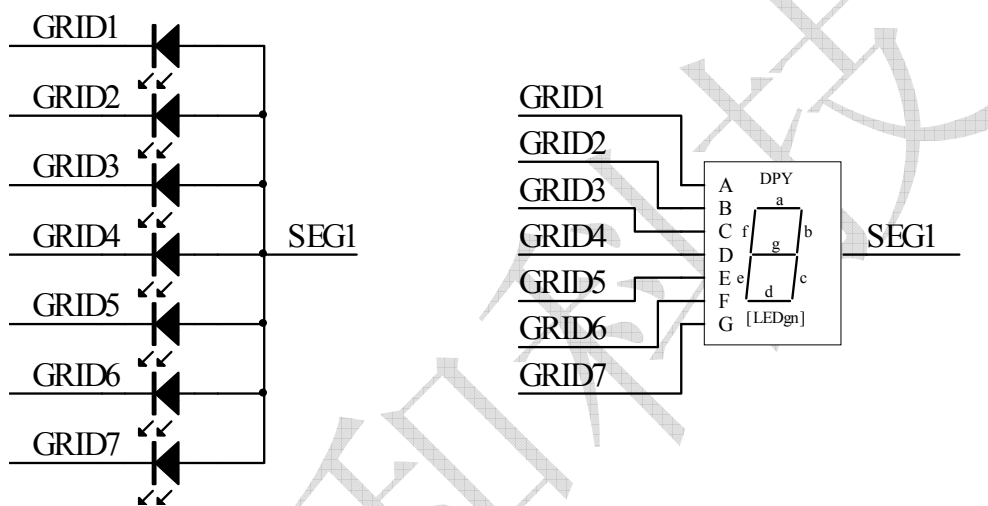 GRID1
GRID2
GRID3
GRID4
GRID5
GRID6
GRID7
SEG1
GRID1
GRID2
GRID3
GRID4
GRID5
GRID6
GRID7
A
B
C
D
E
F
G
DPY
a
f
b
g
e
c
d
[LEDgn]
SEG1